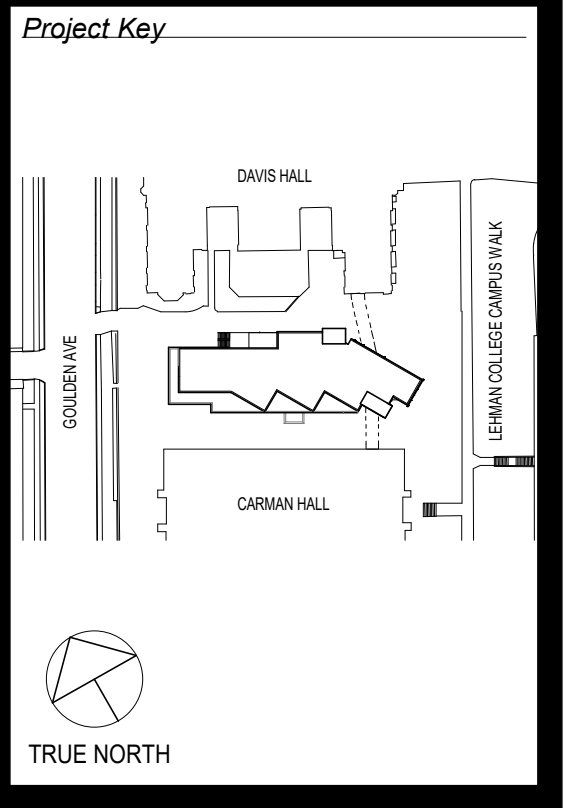 Project Key
DAVIS HALL
LEHMAN COLLEGE CAMPUS WALK
GOULDEN AVE
CARMAN HALL
TRUE NORTH